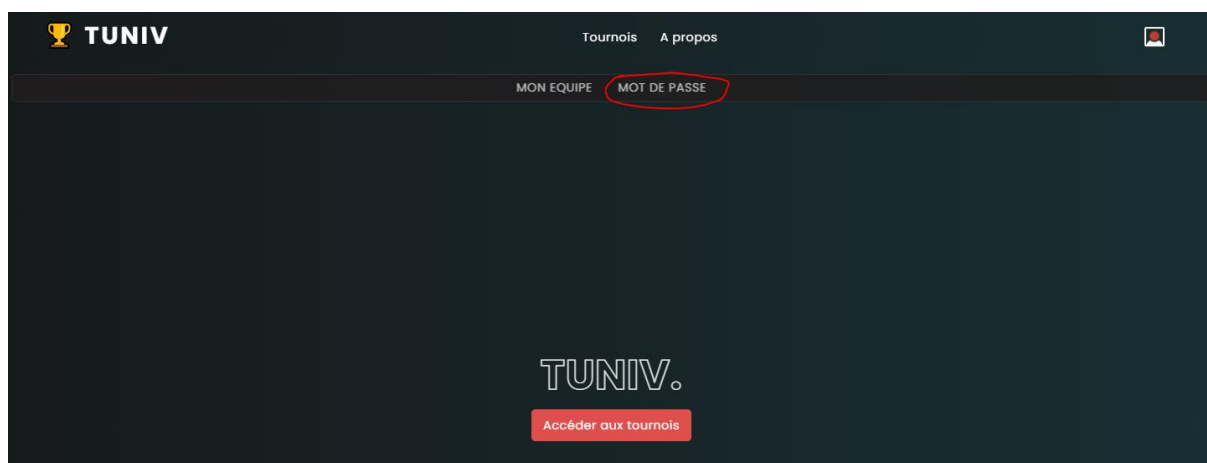 TUNIV
Tournois A propos
MON EQUIPE MOT DE PASSE
TUNIV.
Accéder aux tournois